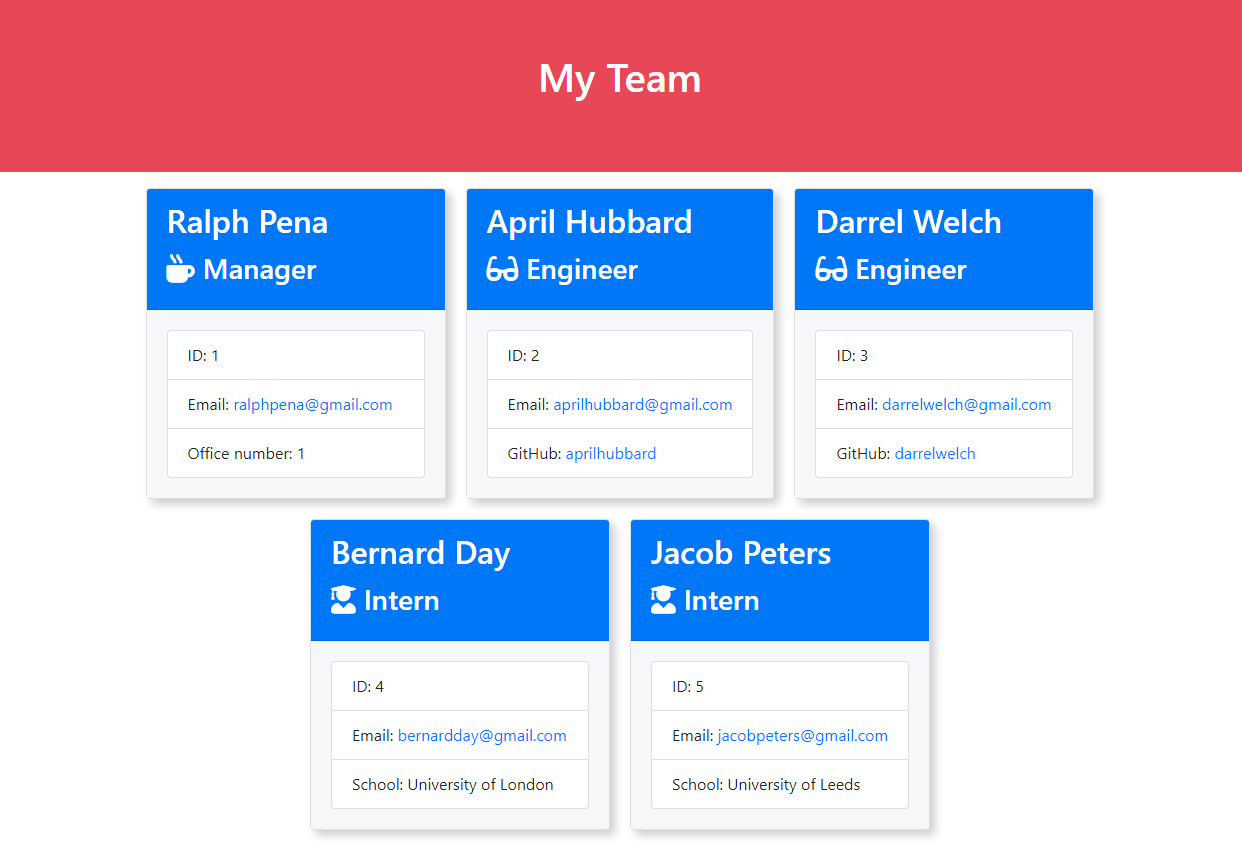 My Team
Ralph Pena
Manager
ID: 1
Email: ralphpena@gmail.com
Office number: 1
April Hubbard
Engineer
ID: 2
Email: aprilhubbard@gmail.com
GitHub: aprilhubbard
Darrel Welch
Engineer
ID: 3
Email: darrelwelch@gmail.com
GitHub: darrelwelch
Bernard Day
Intern
ID: 4
Email: bernardday@gmail.com
School: University of London
Jacob Peters
Intern
ID: 5
Email: jacobpeters@gmail.com
School: University of Leeds